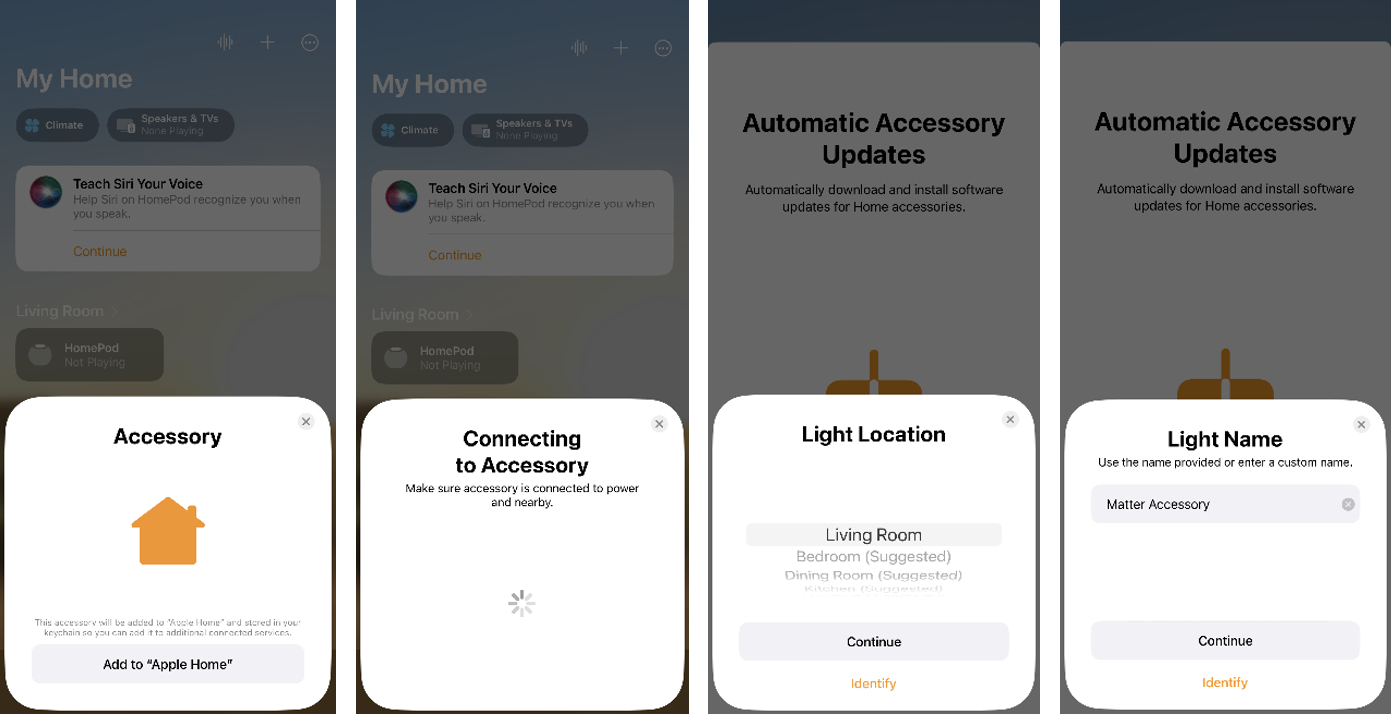 My Home
Climate
Speakers & TVs
None Playing
Teach Siri Your Voice
Help Siri on HomePod recognize you when
you speak.
Continue
Living Room
HomePod
Not Playing
Accessory
This accessory will be added to “Apple Home” and stored in your
keychain so you can add it to additional connected services.
Add to “Apple Home”
My Home
Climate
Speakers & TVs
None Playing
Teach Siri Your Voice
Help Siri on HomePod recognize you when
you speak.
Continue
Living Room
HomePod
Not Playing
Connecting
to Accessory
Make sure accessory is connected to power
and nearby.
Automatic Accessory
Updates
Automatically download and install software
updates for Home accessories.
Light Location
Living Room
Bedroom (Suggested)
Dining Room (Suggested)
Kitchen (Suggested)
Continue
Identify
Automatic Accessory
Updates
Automatically download and install software
updates for Home accessories.
Light Name
Use the name provided or enter a custom name.
Matter Accessory
Continue
Identify